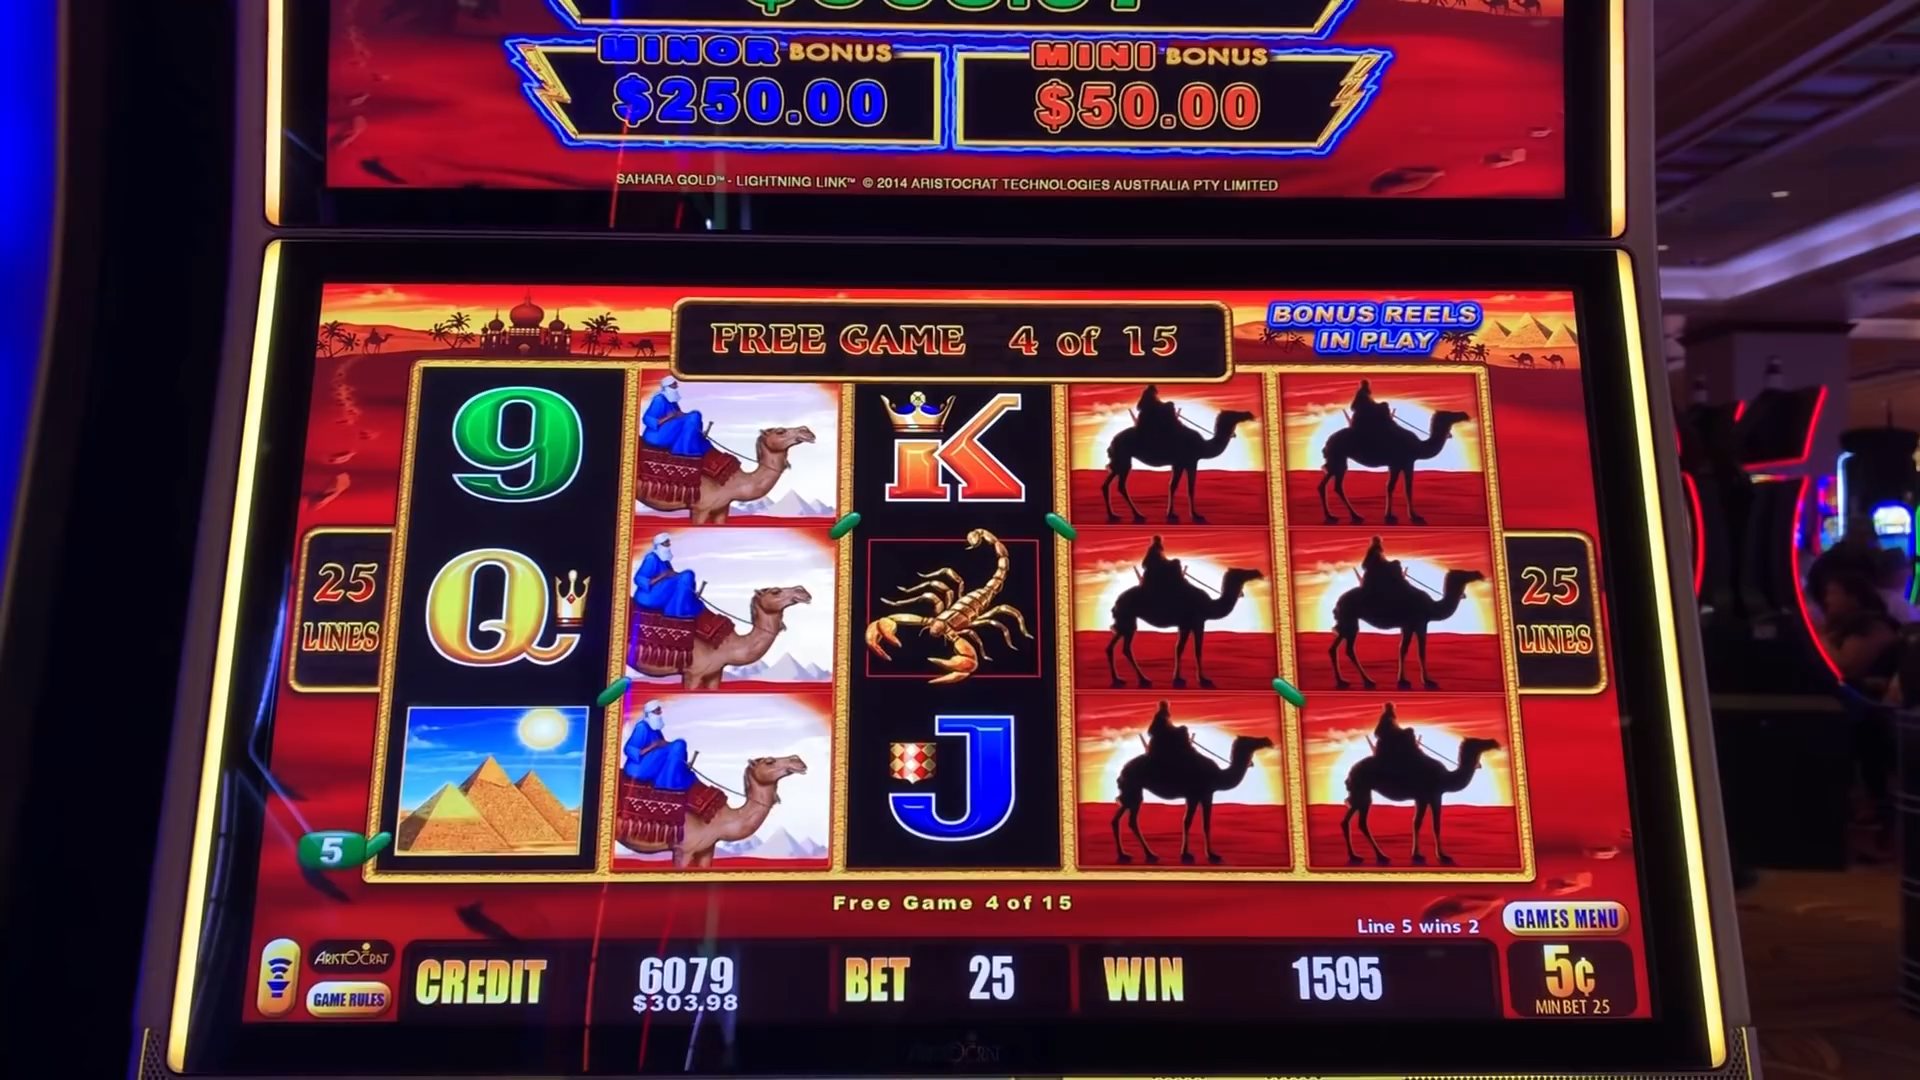 MINOR BONUS
$250.00
MINI BONUS
$50.00
SAHARA GOLD™ - LIGHTNING LINK™ © 2014 ARISTOCRAT TECHNOLOGIES AUSTRALIA PTY LIMITED
FREE GAME 4 of 15
BONUS REELS
IN PLAY
9
K
25
LINES
Q
25
LINES
J
5
Free Game 4 of 15
Line 5 wins 2
GAMES MENU
ARISTOCRAT
GAME RULES
CREDIT
6079
$303.98
BET 25
WIN 1595
5¢
MIN BET 25
ARISTOCRAT